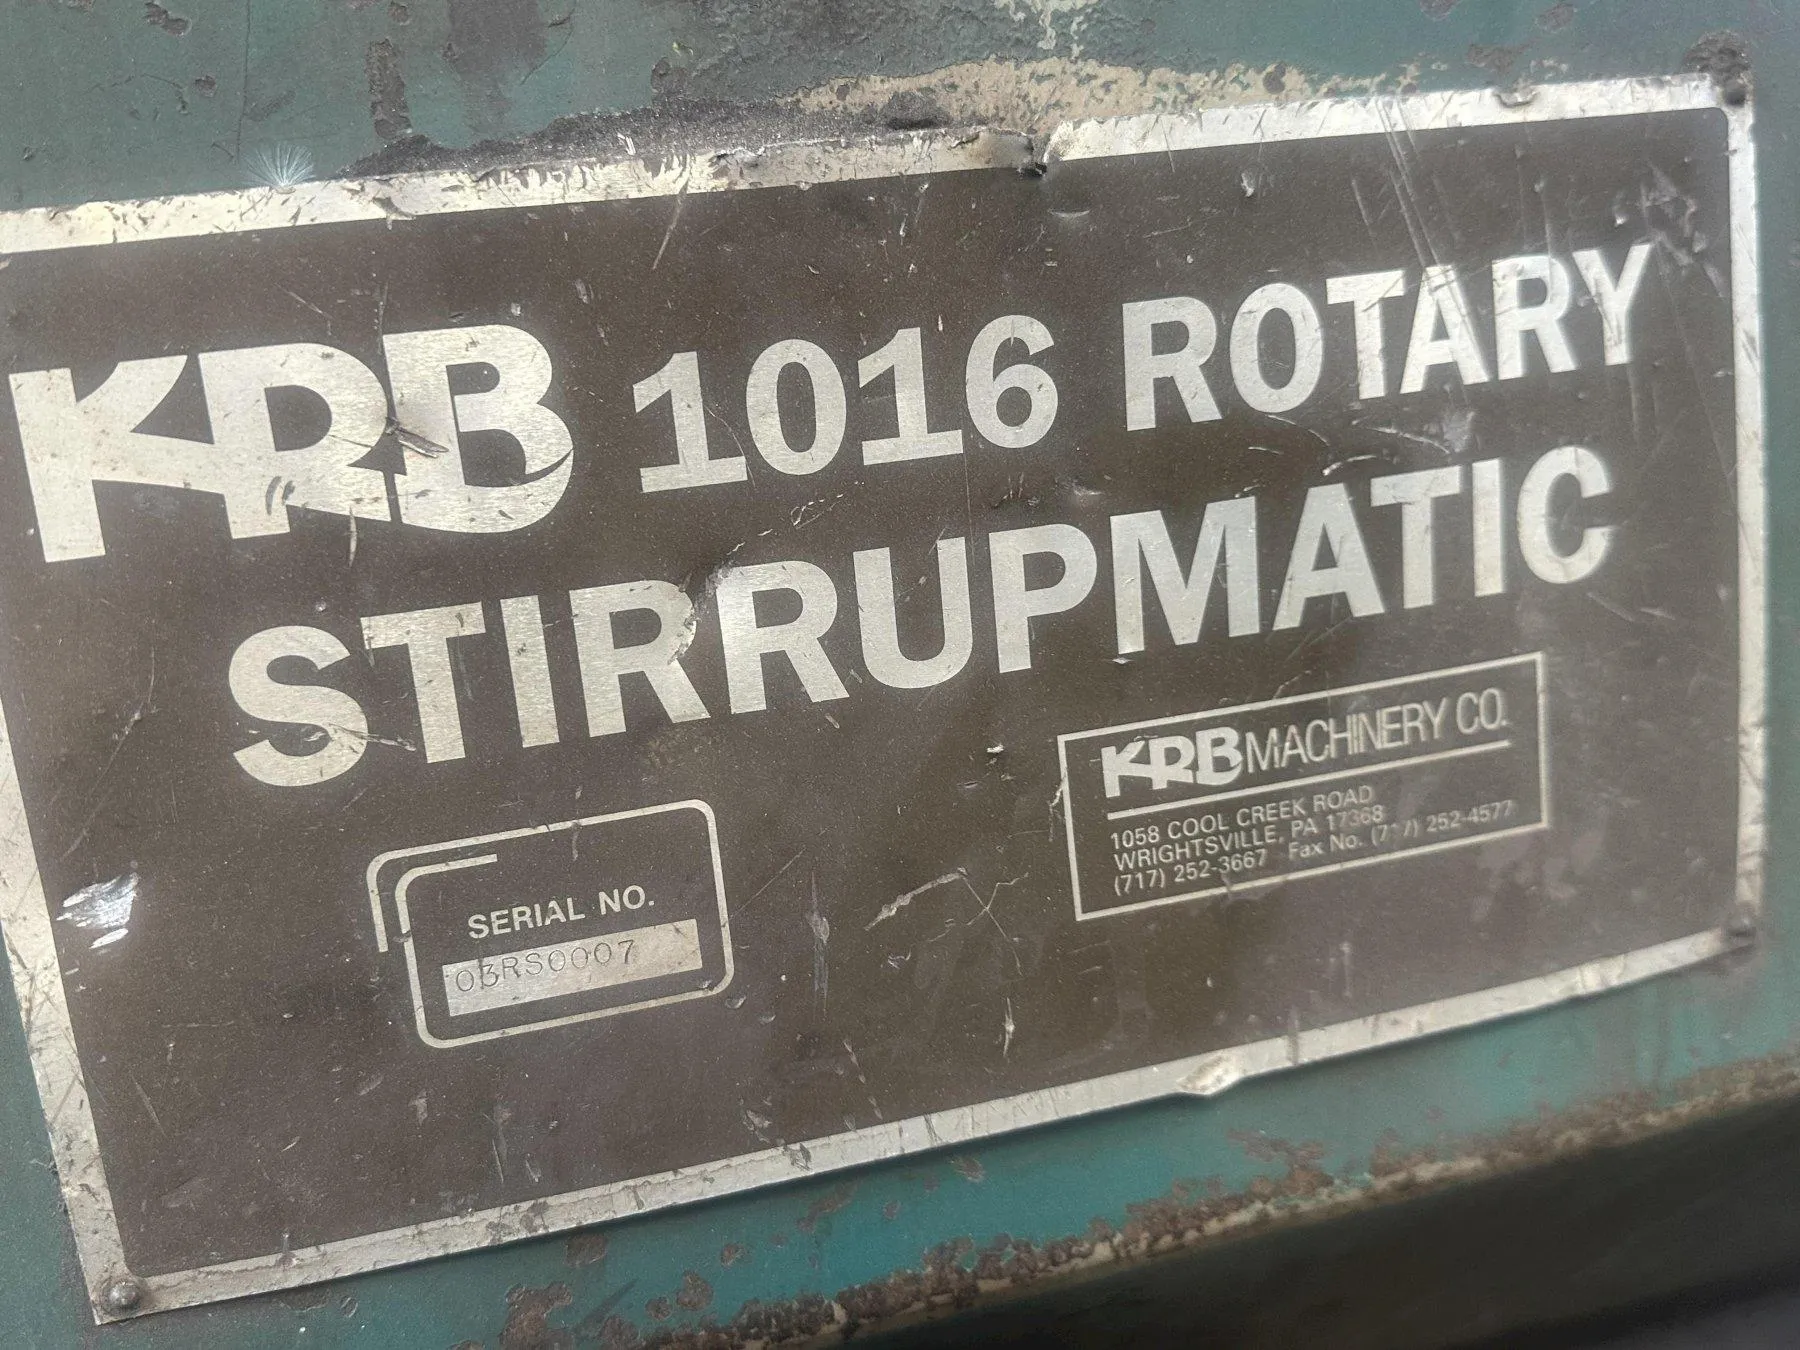 KRB 1016 ROTARY
STIRRUPMATIC
KRB MACHINERY CO.
1058 COOL CREEK ROAD
WRIGHTSVILLE, PA 17368
(717) 252-3667 Fax No. (717) 252-4577
SERIAL NO.
03RS0007